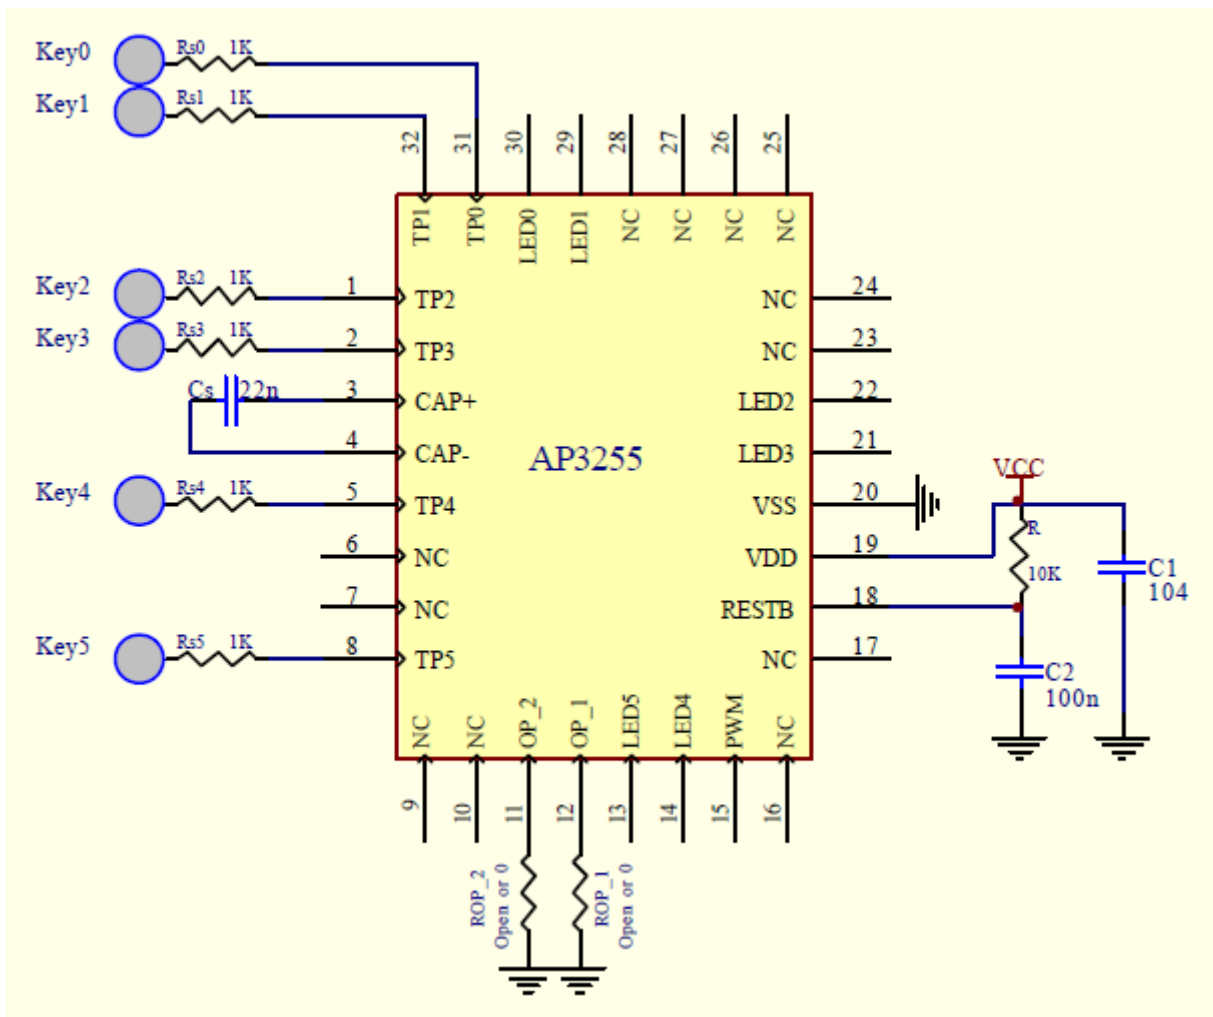 Key0
Rs0 1K
Key1
Rs1 1K
32
31
30
29
28
27
26
25
TP1
TP0
LED0
LED1
NC
NC
NC
NC
Key2
Rs2 1K
1
TP2
NC
24
Key3
Rs3 1K
2
TP3
NC
23
Cs 22n
3
CAP+
LED2
22
4
CAP-
LED3
21
AP3255
Key4
Rs4 1K
5
TP4
VSS
20
VCC
6
NC
VDD
19
R
10K
C1
104
7
NC
RESTB
18
Key5
Rs5 1K
8
TP5
NC
17
C2
100n
NC
NC
OP_2
OP_1
LED5
LED4
PWM
NC
9
10
11
12
13
14
15
16
ROP_2
Open or 0
ROP_1
Open or 0